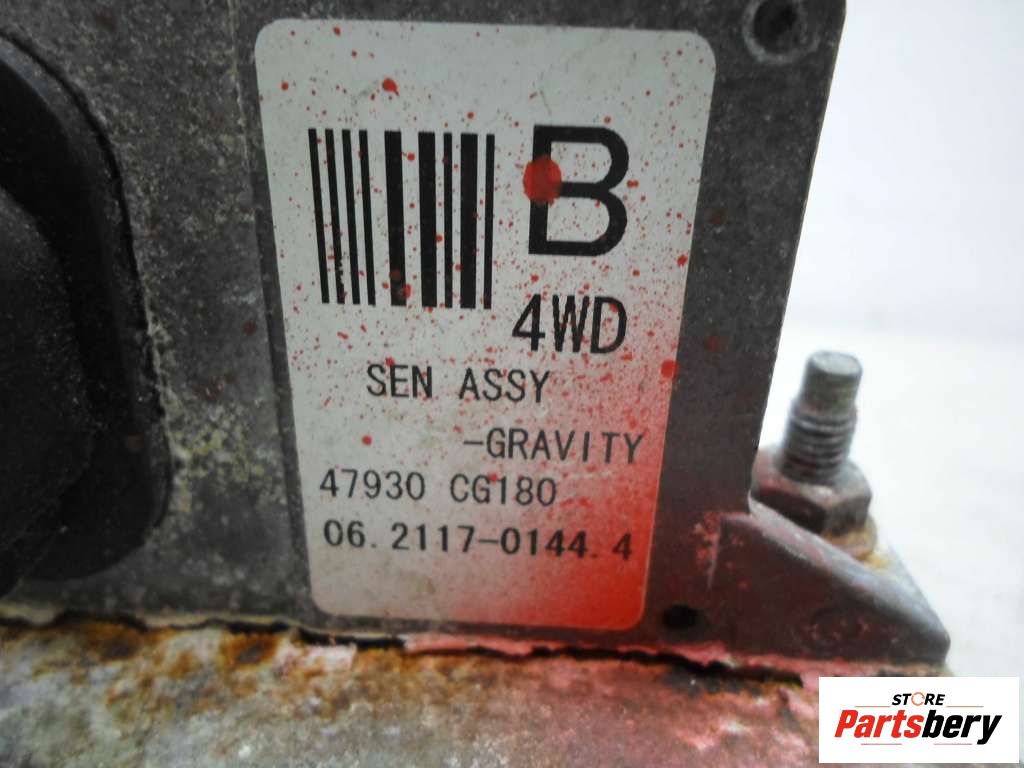 B
4WD
SEN ASSY
-GRAVITY
47930 CG180
06. 2117-0144. 4
STORE
Partsbery